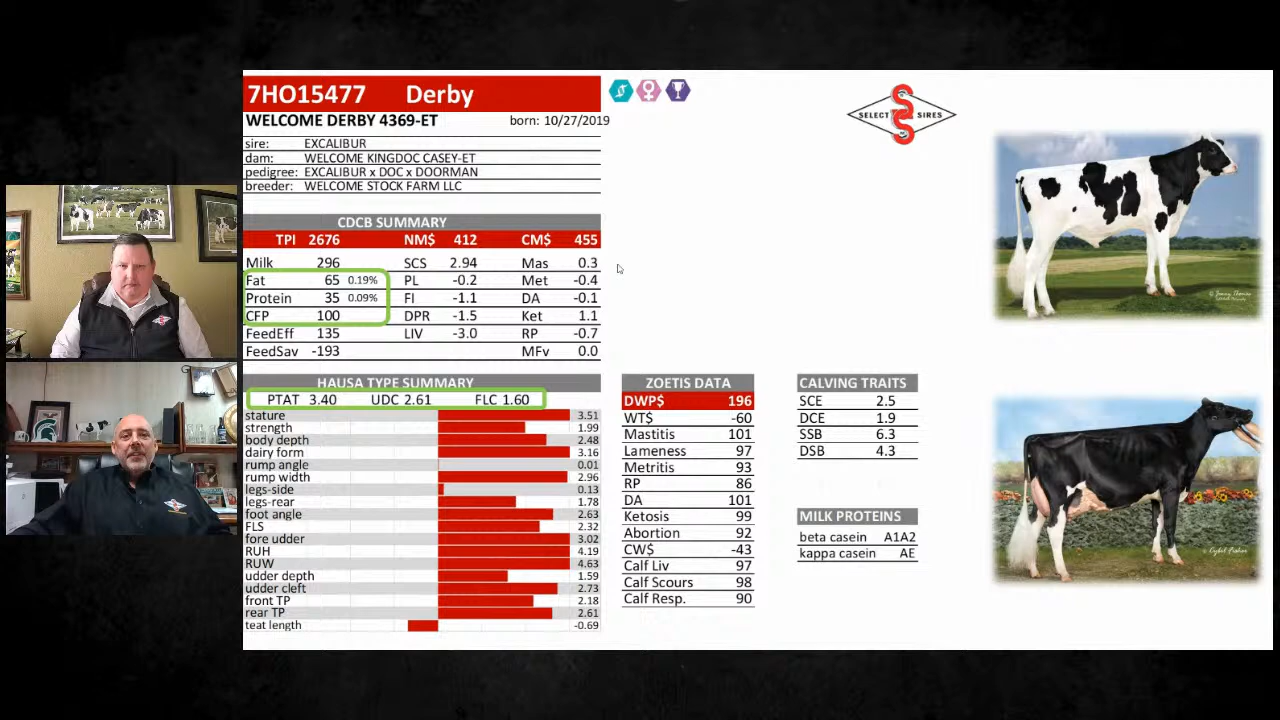 7HO15477 Derby
WELCOME DERBY 4369-ET born: 10/27/2019
sire: EXCALIBUR
dam: WELCOME KINGDOC CASEY-ET
pedigree: EXCALIBUR x DOC x DOORMAN
breeder: WELCOME STOCK FARM LLC
SELECT SIRES
CDCB SUMMARY
TPI 2676 NM$ 412 CM$ 455
Milk 296 SCS 2.94 Mas 0.3
Fat 65 0.19% PL -0.2 Met -0.4
Protein 35 0.09% FI -1.1 DA -0.1
CFP 100 DPR -1.5 Ket 1.1
FeedEff 135 LIV -3.0 RP -0.7
FeedSav -193 MFv 0.0
HAUSA TYPE SUMMARY
PTAT 3.40 UDC 2.61 FLC 1.60
stature 3.51
strength 1.99
body depth 2.48
dairy form 3.16
rump angle 0.01
rump width 2.96
legs-side 0.13
legs-rear 1.78
foot angle 2.63
FLS 2.32
fore udder 3.02
RUH 4.19
RUW 4.63
udder depth 1.59
udder cleft 2.73
front TP 2.18
rear TP 2.61
teat length -0.69
ZOETIS DATA
DWP$ 196
WT$ -60
Mastitis 101
Lameness 97
Metritis 93
RP 86
DA 101
Ketosis 99
Abortion 92
CW$ -43
Calf Liv 97
Calf Scours 98
Calf Resp. 90
CALVING TRAITS
SCE 2.5
DCE 1.9
SSB 6.3
DSB 4.3
MILK PROTEINS
beta casein A1A2
kappa casein AE